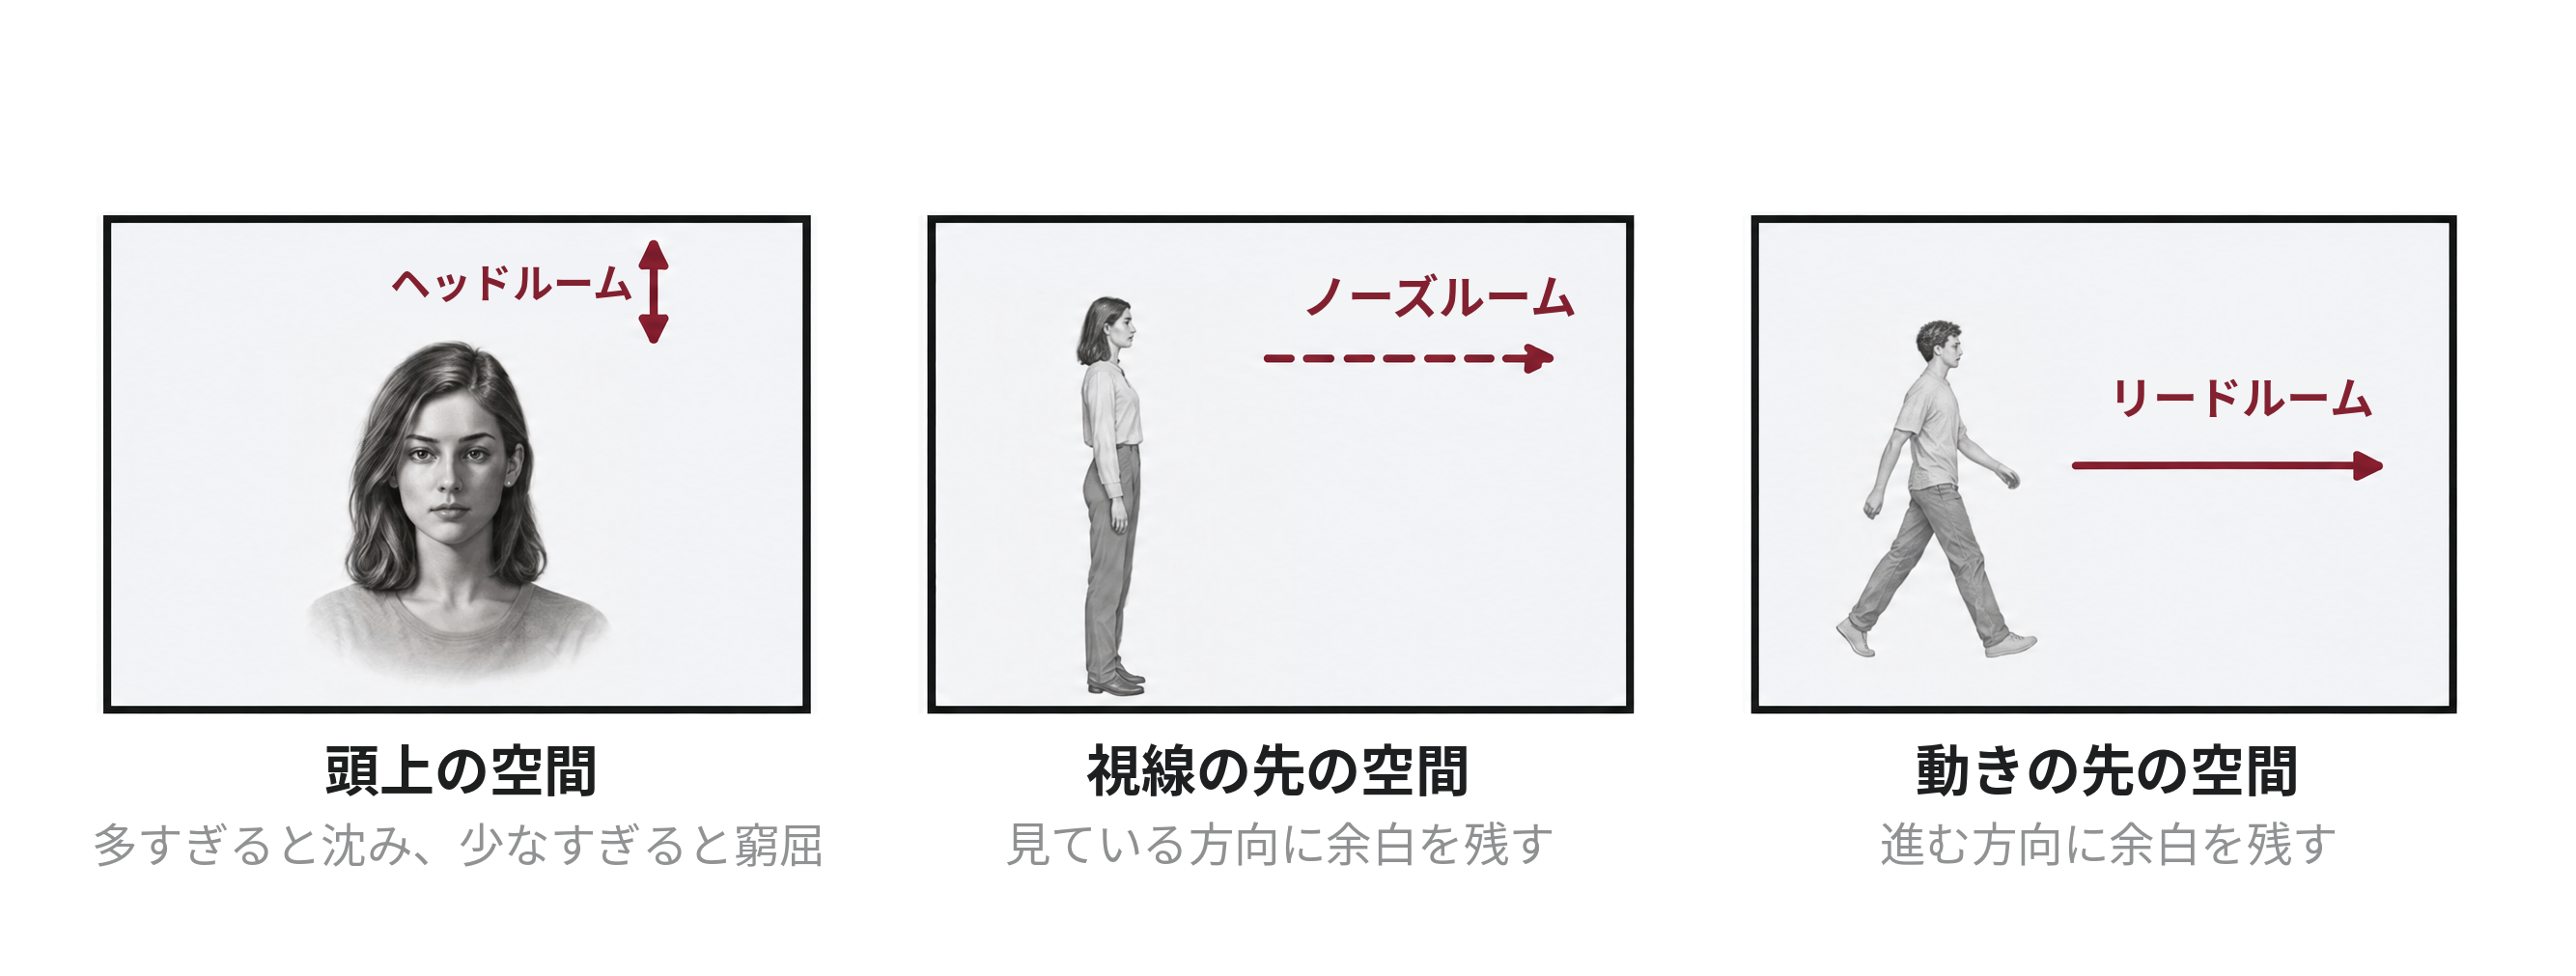 ヘッドルーム
頭上の空間
多すぎると沈み、少なすぎると窮屈
ノーズルーム
視線の先の空間
見ている方向に余白を残す
リードルーム
動きの先の空間
進む方向に余白を残す